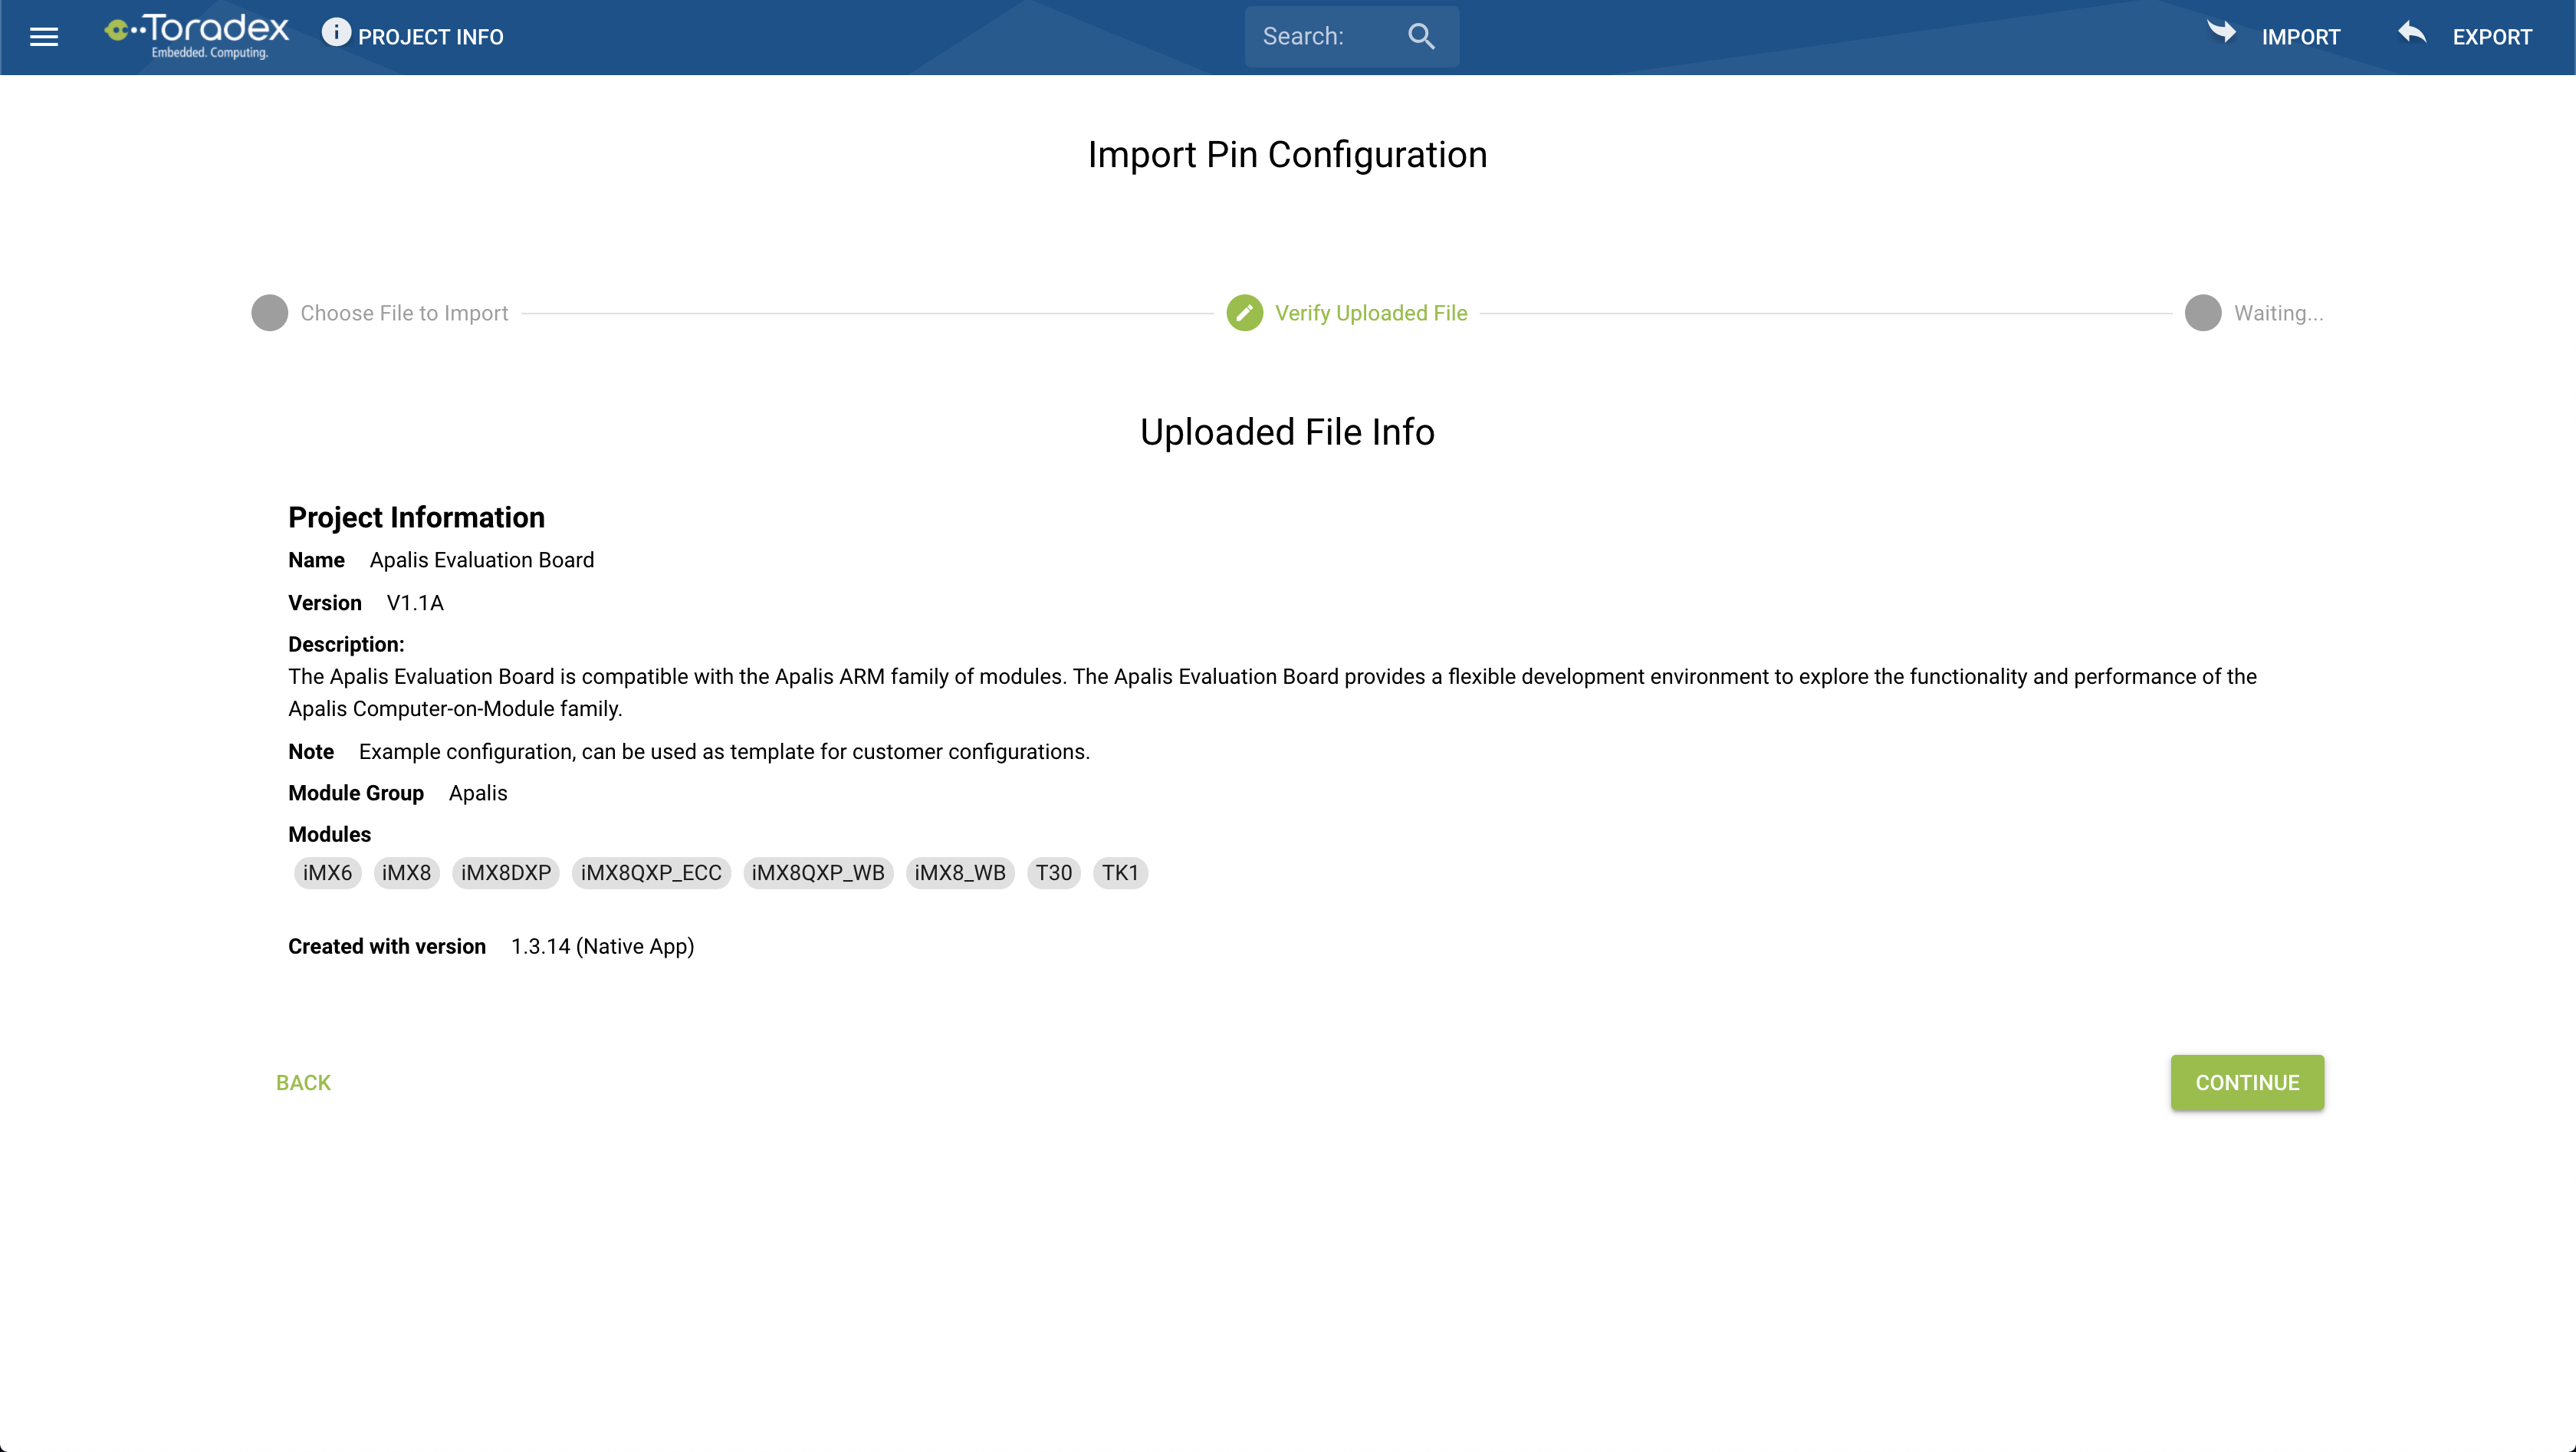 Toradex
Embedded. Computing.
PROJECT INFO
Search:
IMPORT
EXPORT
Import Pin Configuration
Choose File to Import
Verify Uploaded File
Waiting...
Uploaded File Info
Project Information
Name Apalis Evaluation Board
Version V1.1A
Description:
The Apalis Evaluation Board is compatible with the Apalis ARM family of modules. The Apalis Evaluation Board provides a flexible development environment to explore the functionality and performance of the
Apalis Computer-on-Module family.
Note Example configuration, can be used as template for customer configurations.
Module Group Apalis
Modules
iMX6 iMX8 iMX8DXP iMX8QXP_ECC iMX8QXP_WB iMX8_WB T30 TK1
Created with version 1.3.14 (Native App)
BACK
CONTINUE